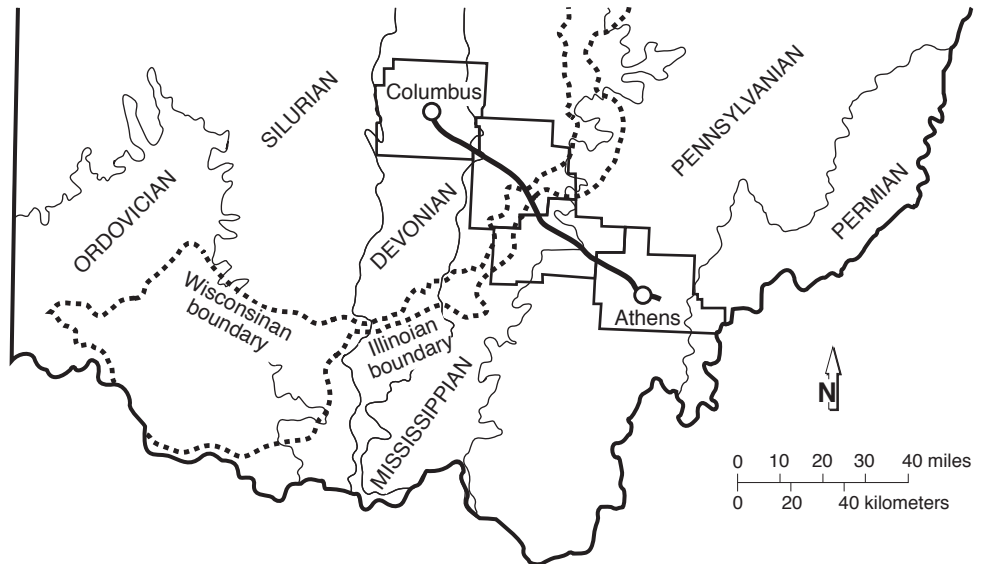 Columbus
SILURIAN
PENNSYLVANIAN
ORDOVICIAN
DEVONIAN
PERMIAN
Wisconsinan
boundary
Illinoian
boundary
Athens
MISSISSIPPIAN
N
0 10 20 30 40 miles
0 20 40 kilometers